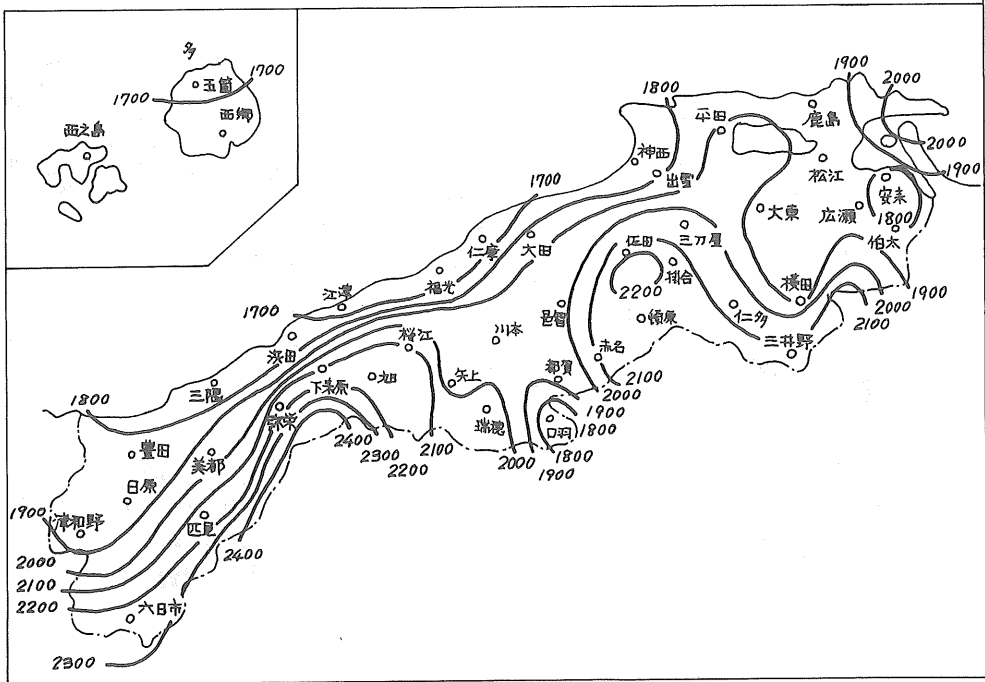 タタ
五箇
1700
1700
西郷
西之島
1900
2000
1800
平田
鹿島
2000
神西
松江
1900
出雲
安来
1700
大東
広瀬
1800
仁摩
大田
三刀屋
伯太
佐田
掛合
福光
横田
江津
2200
1900
1700
邑智
仁多
2000
頓原
2100
川本
桜江
浜田
三井野
赤名
都賀
矢上
旭
下来原
三隅
2100
1800
2000
弥栄
瑞穂
1900
口羽
1800
2400
2300
2100
2200
2000
1800
1900
豊田
美都
日原
1900
津和野
匹見
2400
2000
2100
2200
六日市
2300